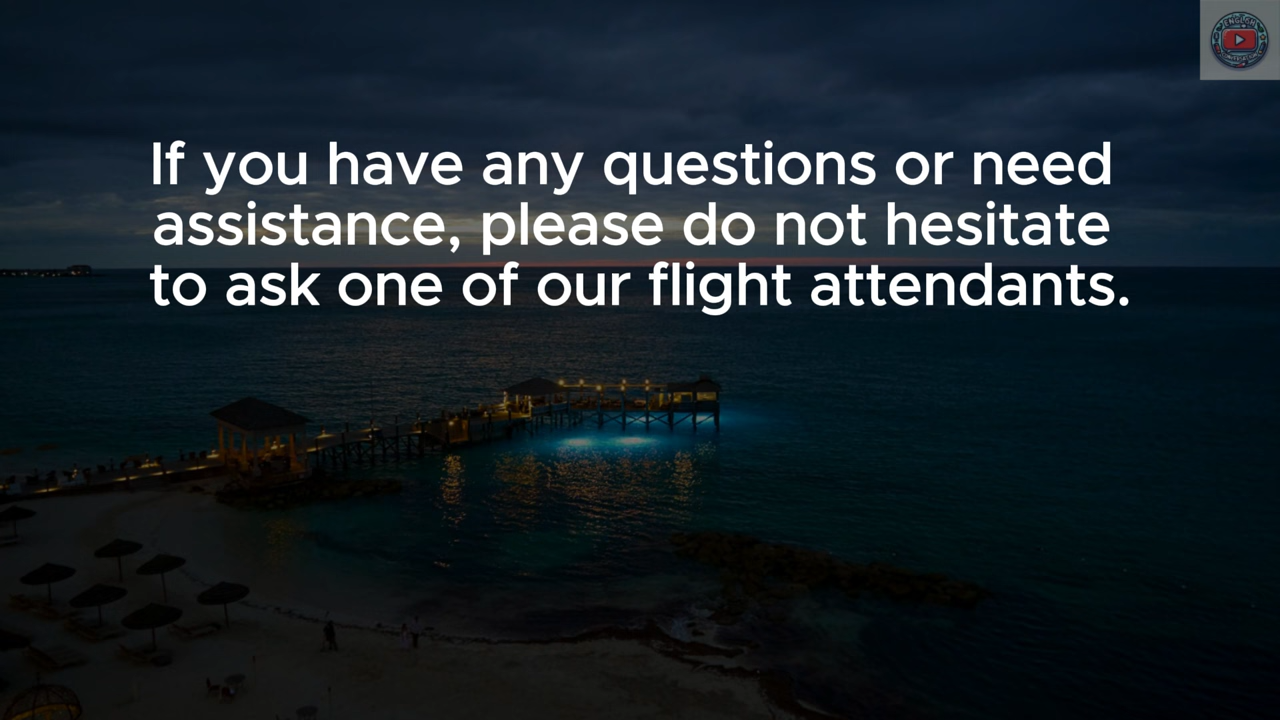 If you have any questions or need
assistance, please do not hesitate
to ask one of our flight attendants.
ENGLISH